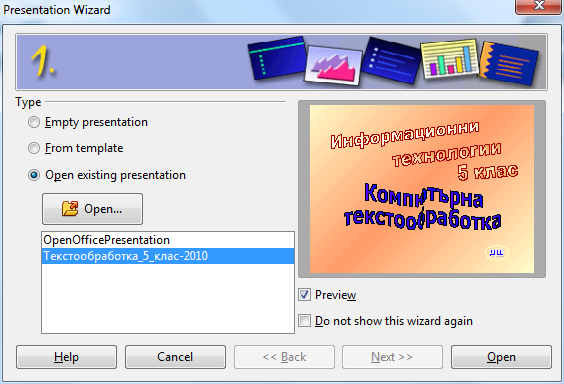 Presentation Wizard
1.
Type
Empty presentation
From template
Open existing presentation
Open...
OpenOfficePresentation
Текстообработка_5_клас-2010
Информационни
технологии
5 клас
Компютърна
текстообработка
Preview
Do not show this wizard again
Help
Cancel
<< Back
Next >>
Open